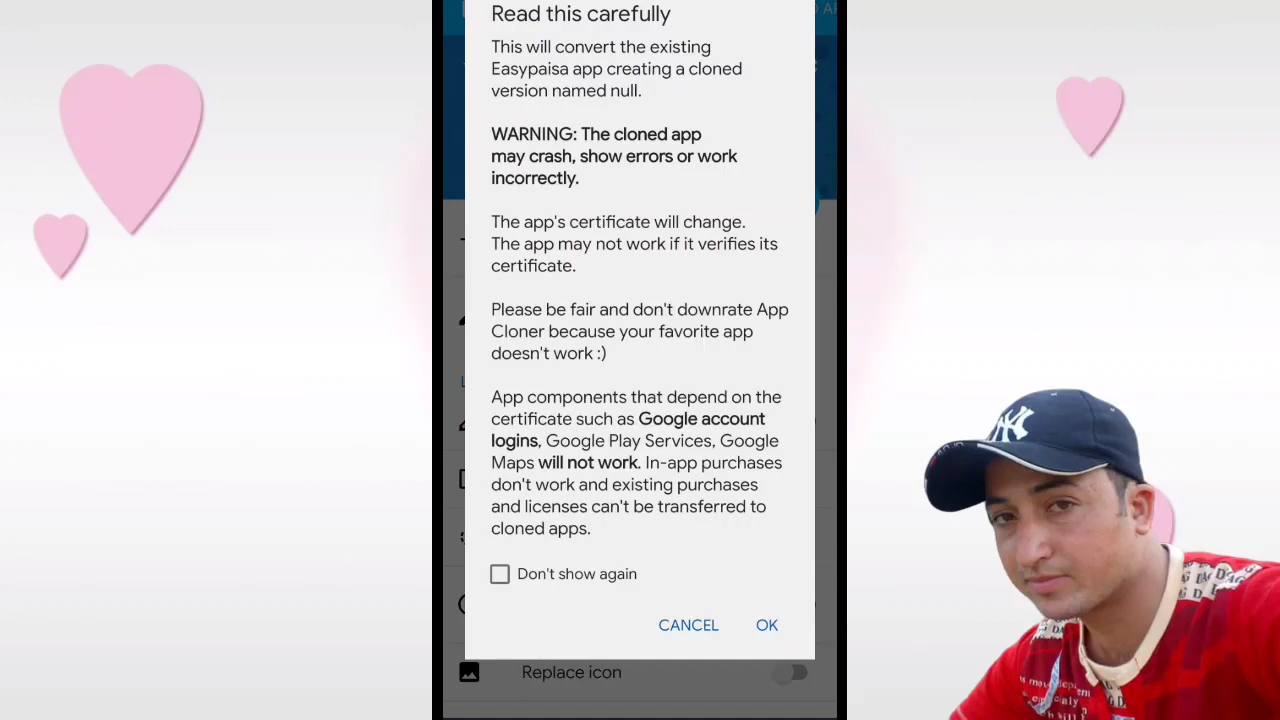 Read this carefully
This will convert the existing
Easypaisa app creating a cloned
version named null.
WARNING: The cloned app
may crash, show errors or work
incorrectly.
The app's certificate will change.
The app may not work if it verifies its
certificate.
Please be fair and don't downrate App
Cloner because your favorite app
doesn't work :)
App components that depend on the
certificate such as Google account
logins, Google Play Services, Google
Maps will not work. In-app purchases
don't work and existing purchases
and licenses can't be transferred to
cloned apps.
Don't show again
CANCEL
OK
Replace icon
NY